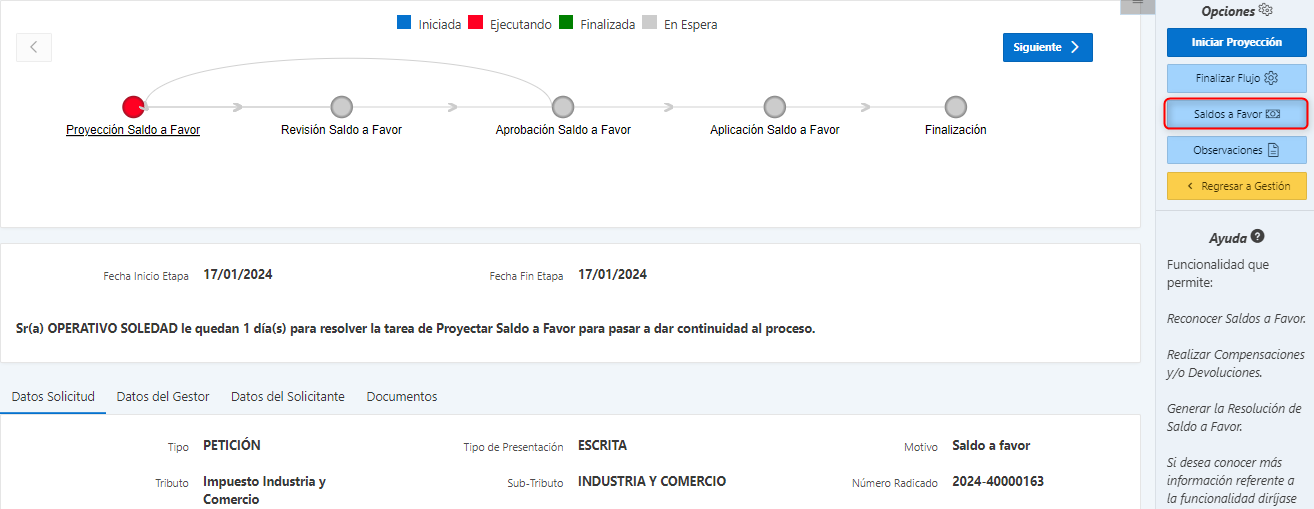 Iniciada Ejecutando Finalizada En Espera
Siguiente
Proyección Saldo a Favor
Revisión Saldo a Favor
Aprobación Saldo a Favor
Aplicación Saldo a Favor
Finalización
Fecha Inicio Etapa 17/01/2024
Fecha Fin Etapa 17/01/2024
Sr(a) OPERATIVO SOLEDAD le quedan 1 día(s) para resolver la tarea de Proyectar Saldo a Favor para pasar a dar continuidad al proceso.
Datos Solicitud Datos del Gestor Datos del Solicitante Documentos
Tipo PETICIÓN
Tipo de Presentación ESCRITA
Motivo Saldo a favor
Tributo Impuesto Industria y
Comercio
Sub-Tributo INDUSTRIA Y COMERCIO
Número Radicado 2024-40000163
Opciones
Iniciar Proyección
Finalizar Flujo
Saldos a Favor
Observaciones
Regresar a Gestión
Ayuda
Funcionalidad que
permite:
Reconocer Saldos a Favor.
Realizar Compensaciones
y/o Devoluciones.
Generar la Resolución de
Saldo a Favor.
Si desea conocer más
información referente a
la funcionalidad diríjase